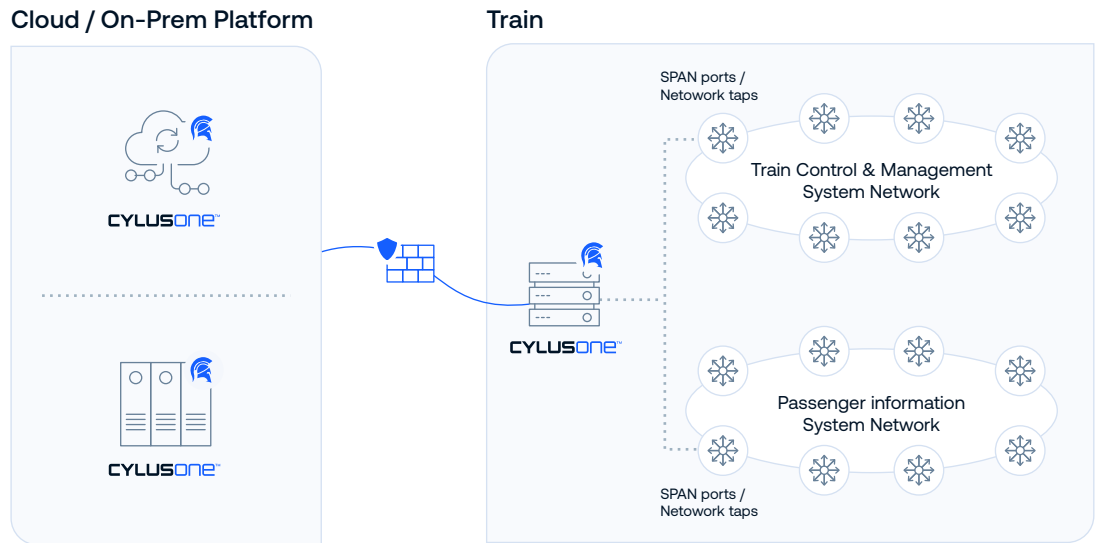 Cloud / On-Prem Platform
CYLUSONE™
CYLUSONE™
Train
CYLUSONE™
SPAN ports /
Netowork taps
Train Control & Management
System Network
Passenger information
System Network
SPAN ports /
Netowork taps